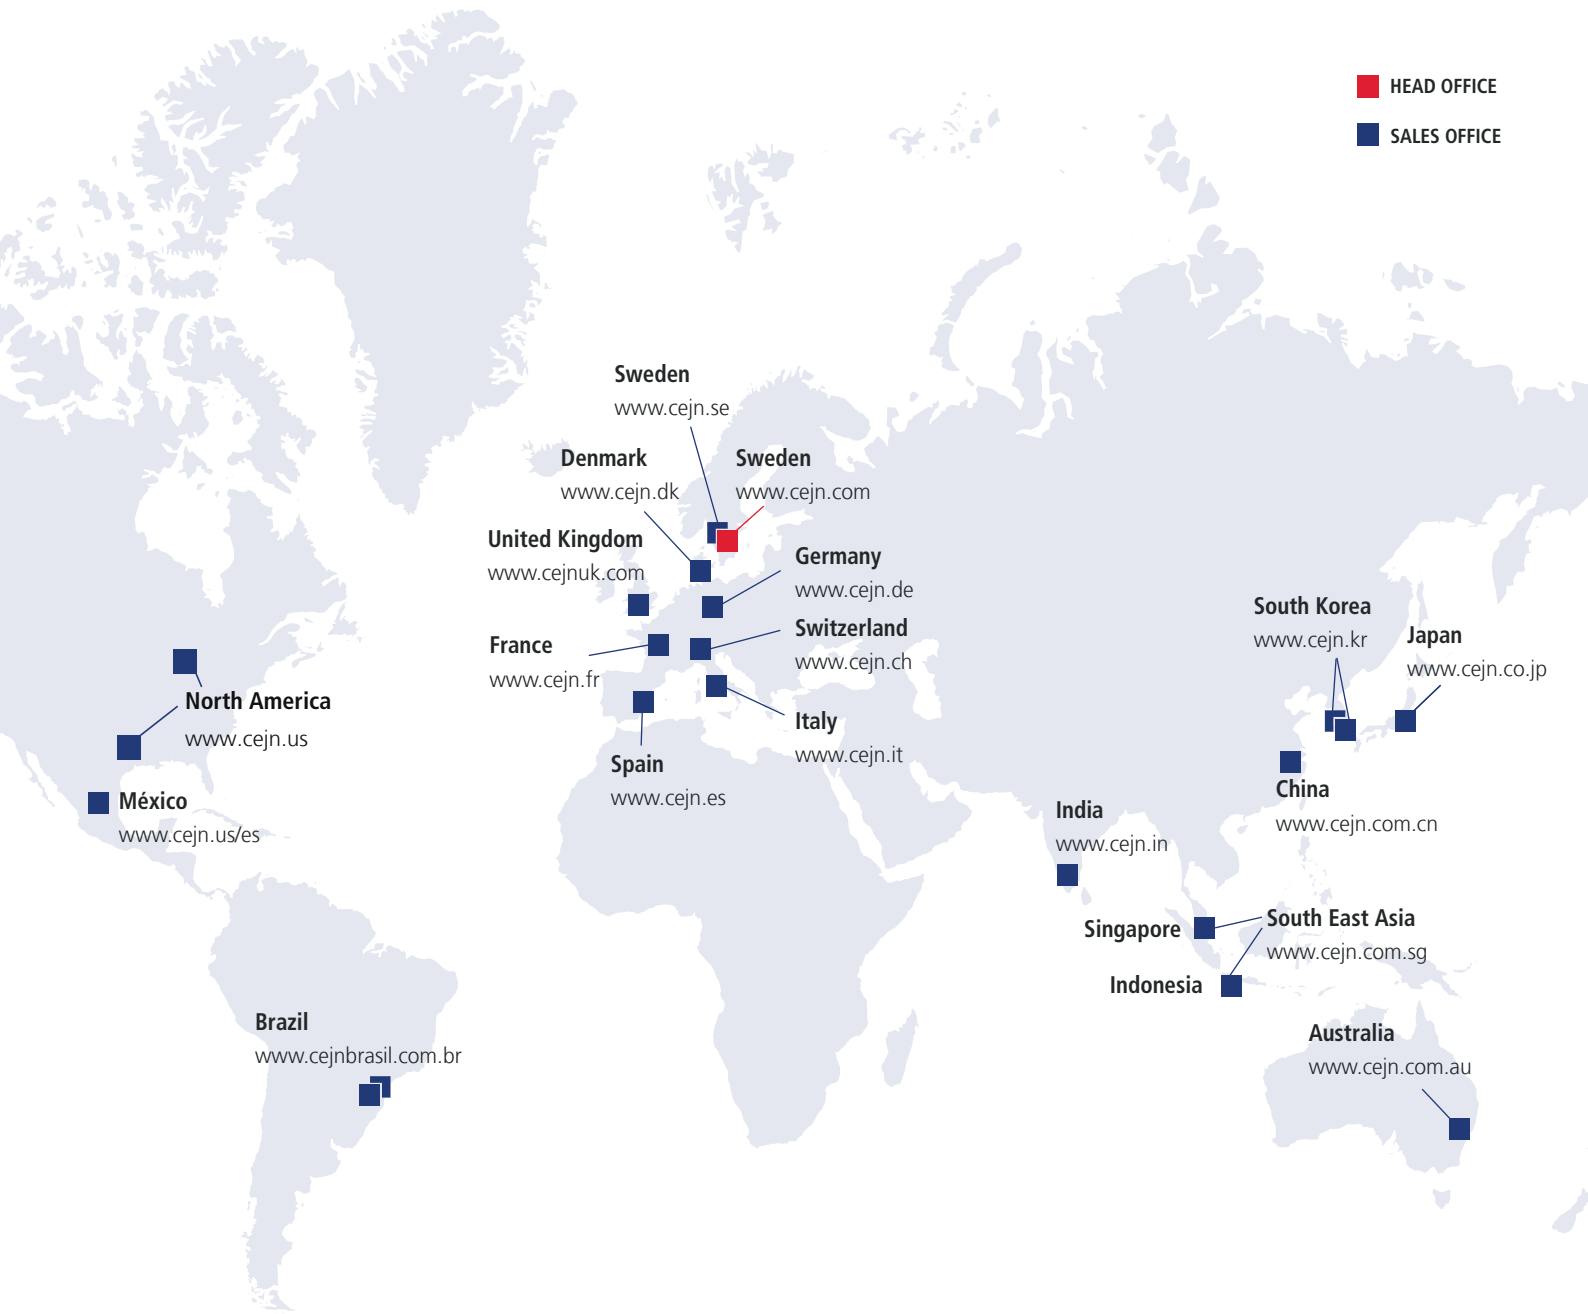 HEAD OFFICE
SALES OFFICE
Sweden
www.cejn.se
Denmark
www.cejn.dk
Sweden
www.cejn.com
United Kingdom
www.cejnuk.com
Germany
www.cejn.de
France
www.cejn.fr
Switzerland
www.cejn.ch
Italy
www.cejn.it
Spain
www.cejn.es
North America
www.cejn.us
México
www.cejn.us/es
South Korea
www.cejn.kr
Japan
www.cejn.co.jp
China
www.cejn.com.cn
India
www.cejn.in
Singapore
South East Asia
www.cejn.com.sg
Indonesia
Brazil
www.cejnbrasil.com.br
Australia
www.cejn.com.au